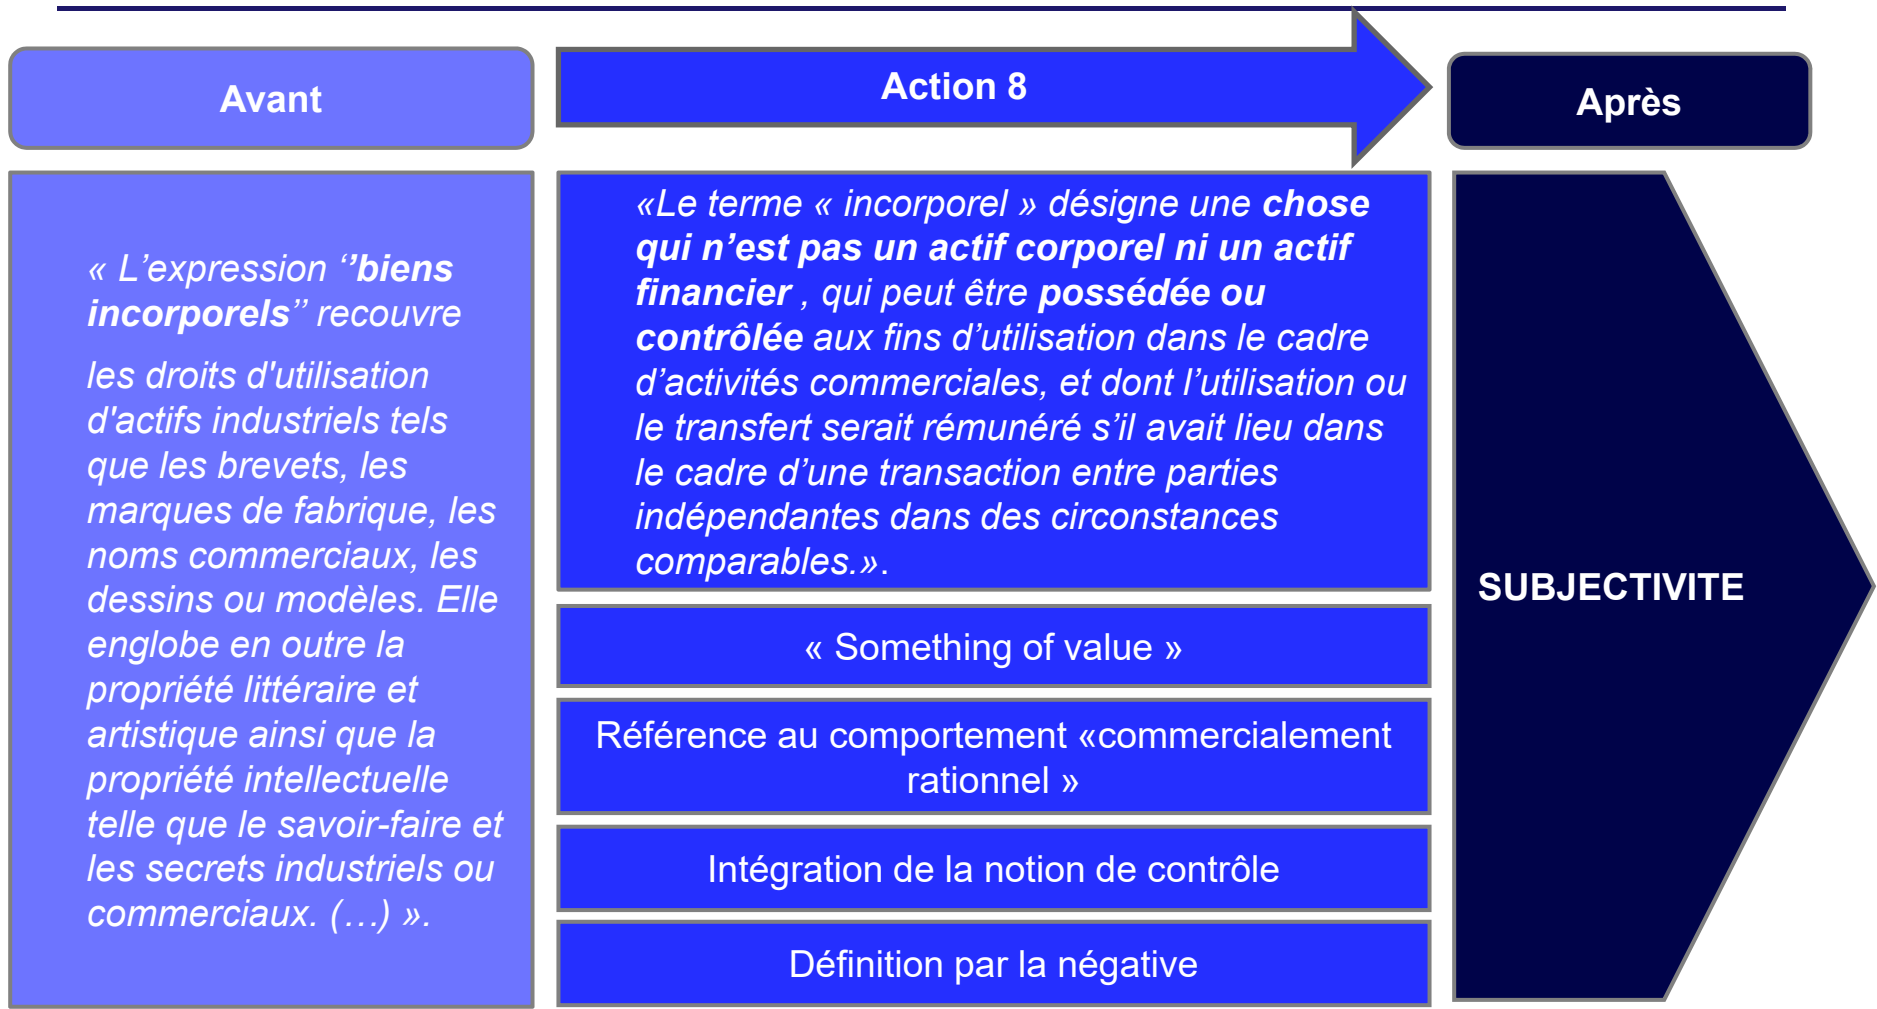 Avant
Action 8
Après
« L’expression ‘’biens
incorporels’’ recouvre
les droits d'utilisation
d'actifs industriels tels
que les brevets, les
marques de fabrique, les
noms commerciaux, les
dessins ou modèles. Elle
englobe en outre la
propriété littéraire et
artistique ainsi que la
propriété intellectuelle
telle que le savoir-faire et
les secrets industriels ou
commerciaux. (…) ».
«Le terme « incorporel » désigne une chose
qui n’est pas un actif corporel ni un actif
financier , qui peut être possédée ou
contrôlée aux fins d’utilisation dans le cadre
d’activités commerciales, et dont l’utilisation ou
le transfert serait rémunéré s’il avait lieu dans
le cadre d’une transaction entre parties
indépendantes dans des circonstances
comparables.».
« Something of value »
Référence au comportement «commercialement
rationnel »
Intégration de la notion de contrôle
Définition par la négative
SUBJECTIVITE